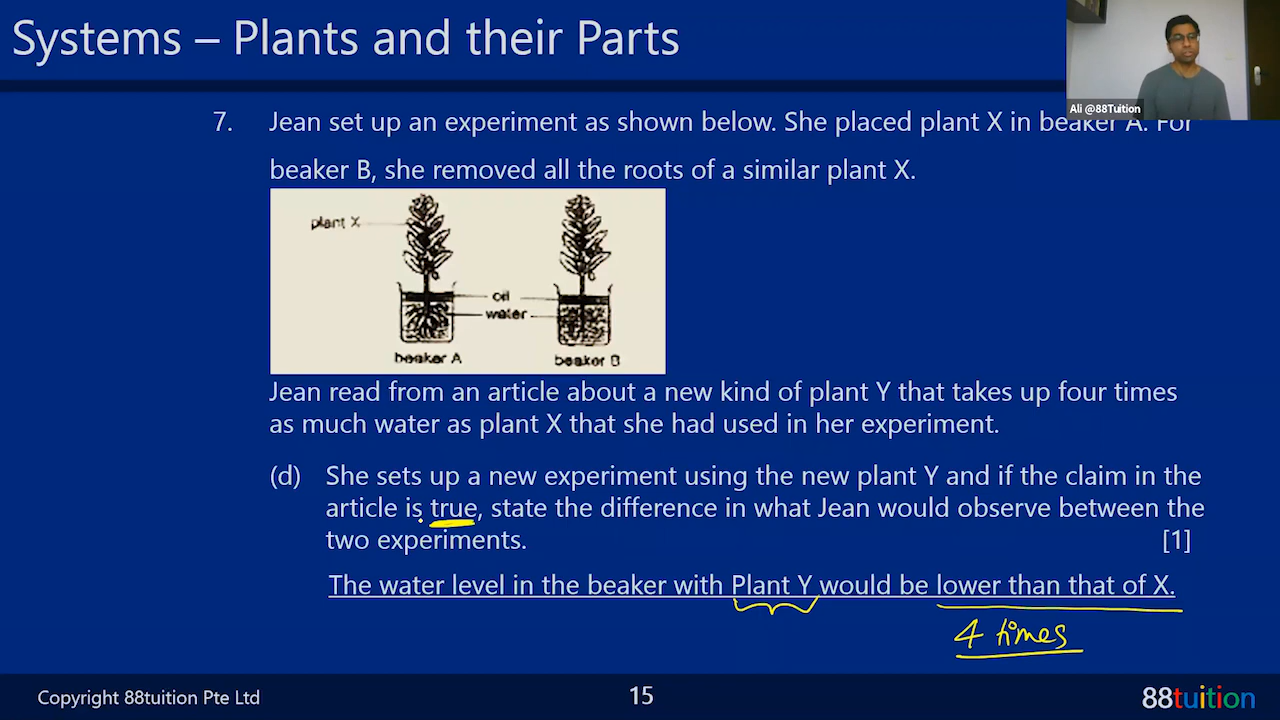 Systems – Plants and their Parts
Ali @88Tuition
7. Jean set up an experiment as shown below. She placed plant X in beaker A. For
beaker B, she removed all the roots of a similar plant X.
plant X
oil
water
beaker A beaker B
Jean read from an article about a new kind of plant Y that takes up four times
as much water as plant X that she had used in her experiment.
(d) She sets up a new experiment using the new plant Y and if the claim in the
article is true, state the difference in what Jean would observe between the
two experiments. [1]
The water level in the beaker with Plant Y would be lower than that of X.
4 times
Copyright 88tuition Pte Ltd 15 88tuition